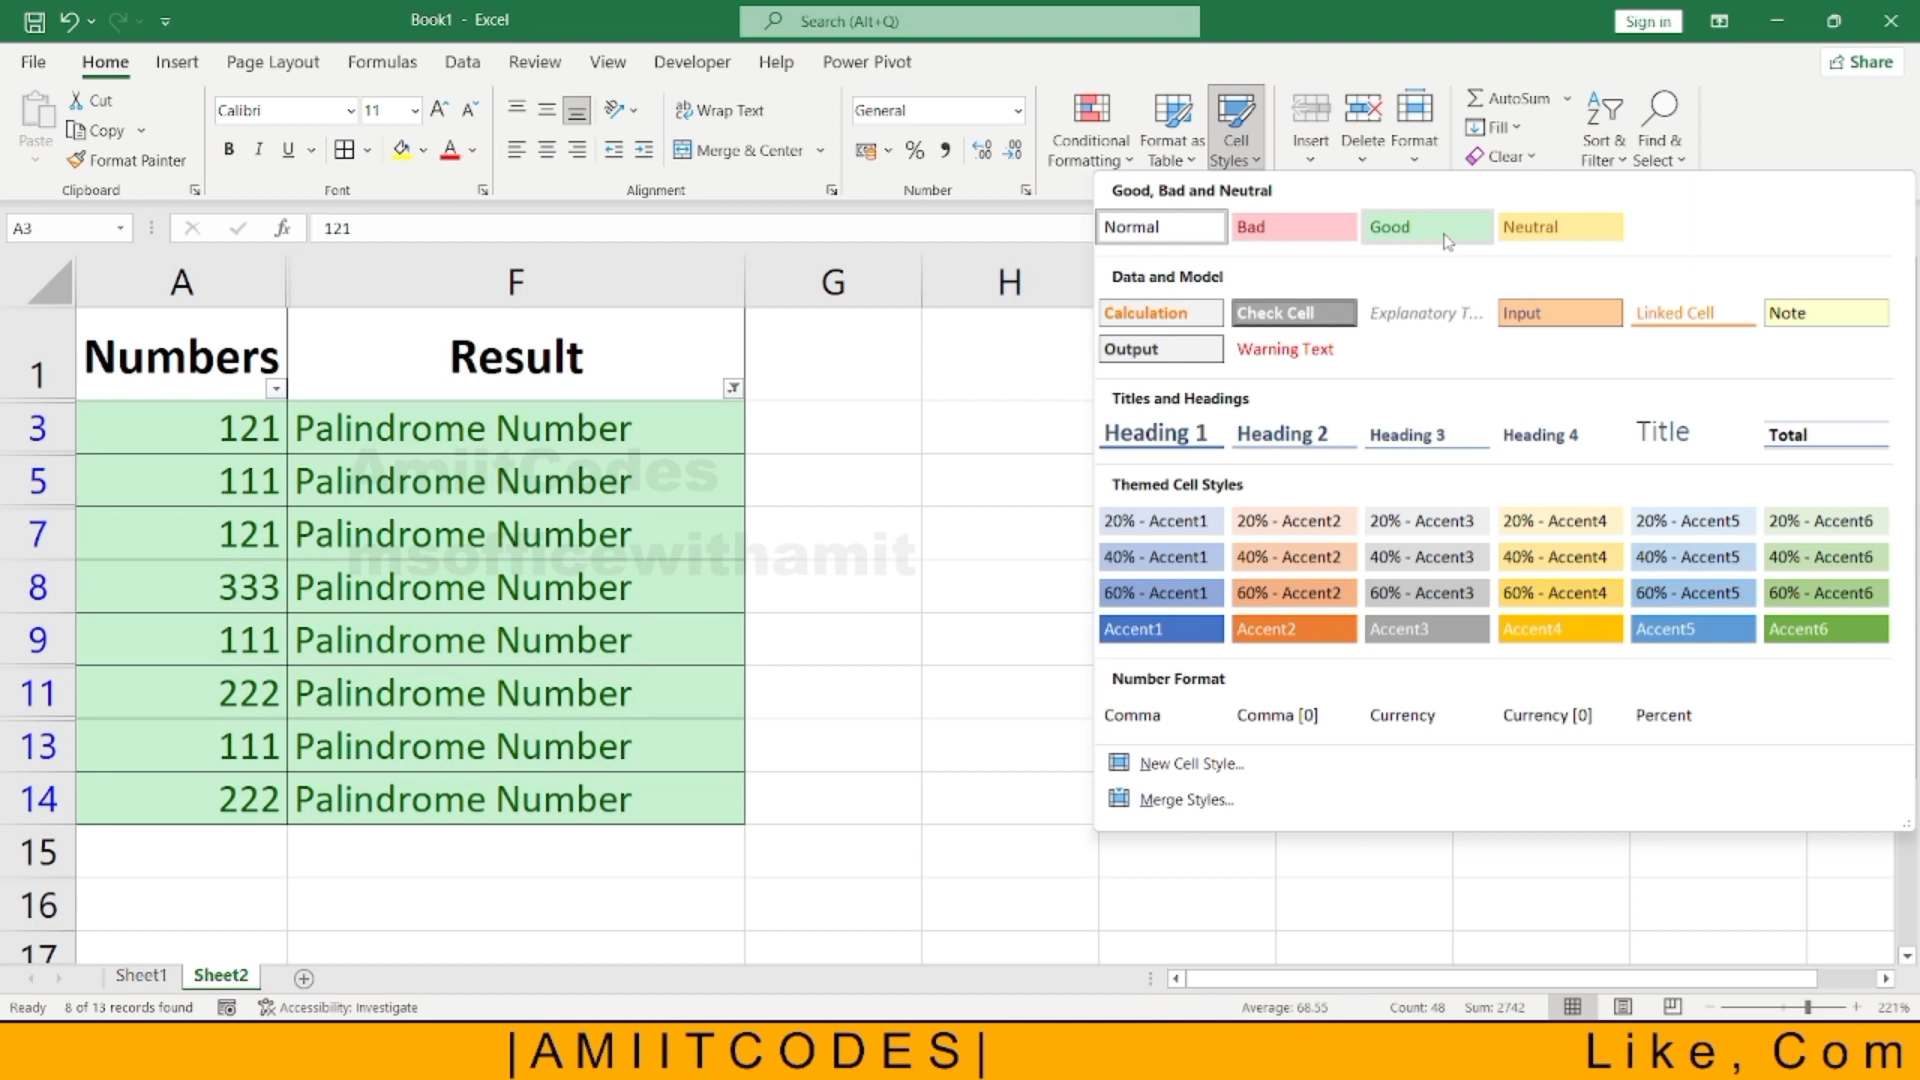 Book1 - Excel
Search (Alt+Q)
Sign in
File Home Insert Page Layout Formulas Data Review View Developer Help Power Pivot
Share
Paste
Cut
Copy
Format Painter
Clipboard
Calibri 11
B I U
Font
Wrap Text
Merge & Center
Alignment
General
Number
Conditional Formatting
Format as Table
Cell Styles
Insert Delete Format
AutoSum
Fill
Clear
Sort & Filter
Find & Select
A3
fx 121
Good, Bad and Neutral
Normal Bad Good Neutral
Data and Model
Calculation Check Cell Explanatory T... Input Linked Cell Note
Output Warning Text
Titles and Headings
Heading 1 Heading 2 Heading 3 Heading 4 Title Total
Themed Cell Styles
20% - Accent1 20% - Accent2 20% - Accent3 20% - Accent4 20% - Accent5 20% - Accent6
40% - Accent1 40% - Accent2 40% - Accent3 40% - Accent4 40% - Accent5 40% - Accent6
60% - Accent1 60% - Accent2 60% - Accent3 60% - Accent4 60% - Accent5 60% - Accent6
Accent1 Accent2 Accent3 Accent4 Accent5 Accent6
Number Format
Comma Comma [0] Currency Currency [0] Percent
New Cell Style...
Merge Styles...
A F G H
1 Numbers Result
3 121 Palindrome Number
5 111 Palindrome Number
AmiitCodes
7 121 Palindrome Number
msofficewithamit
8 333 Palindrome Number
9 111 Palindrome Number
11 222 Palindrome Number
13 111 Palindrome Number
14 222 Palindrome Number
15
16
17
Sheet1 Sheet2
Ready 8 of 13 records found Accessibility: Investigate Average: 68.55 Count: 48 Sum: 2742 221%
|AMIITCODES| Like, Com